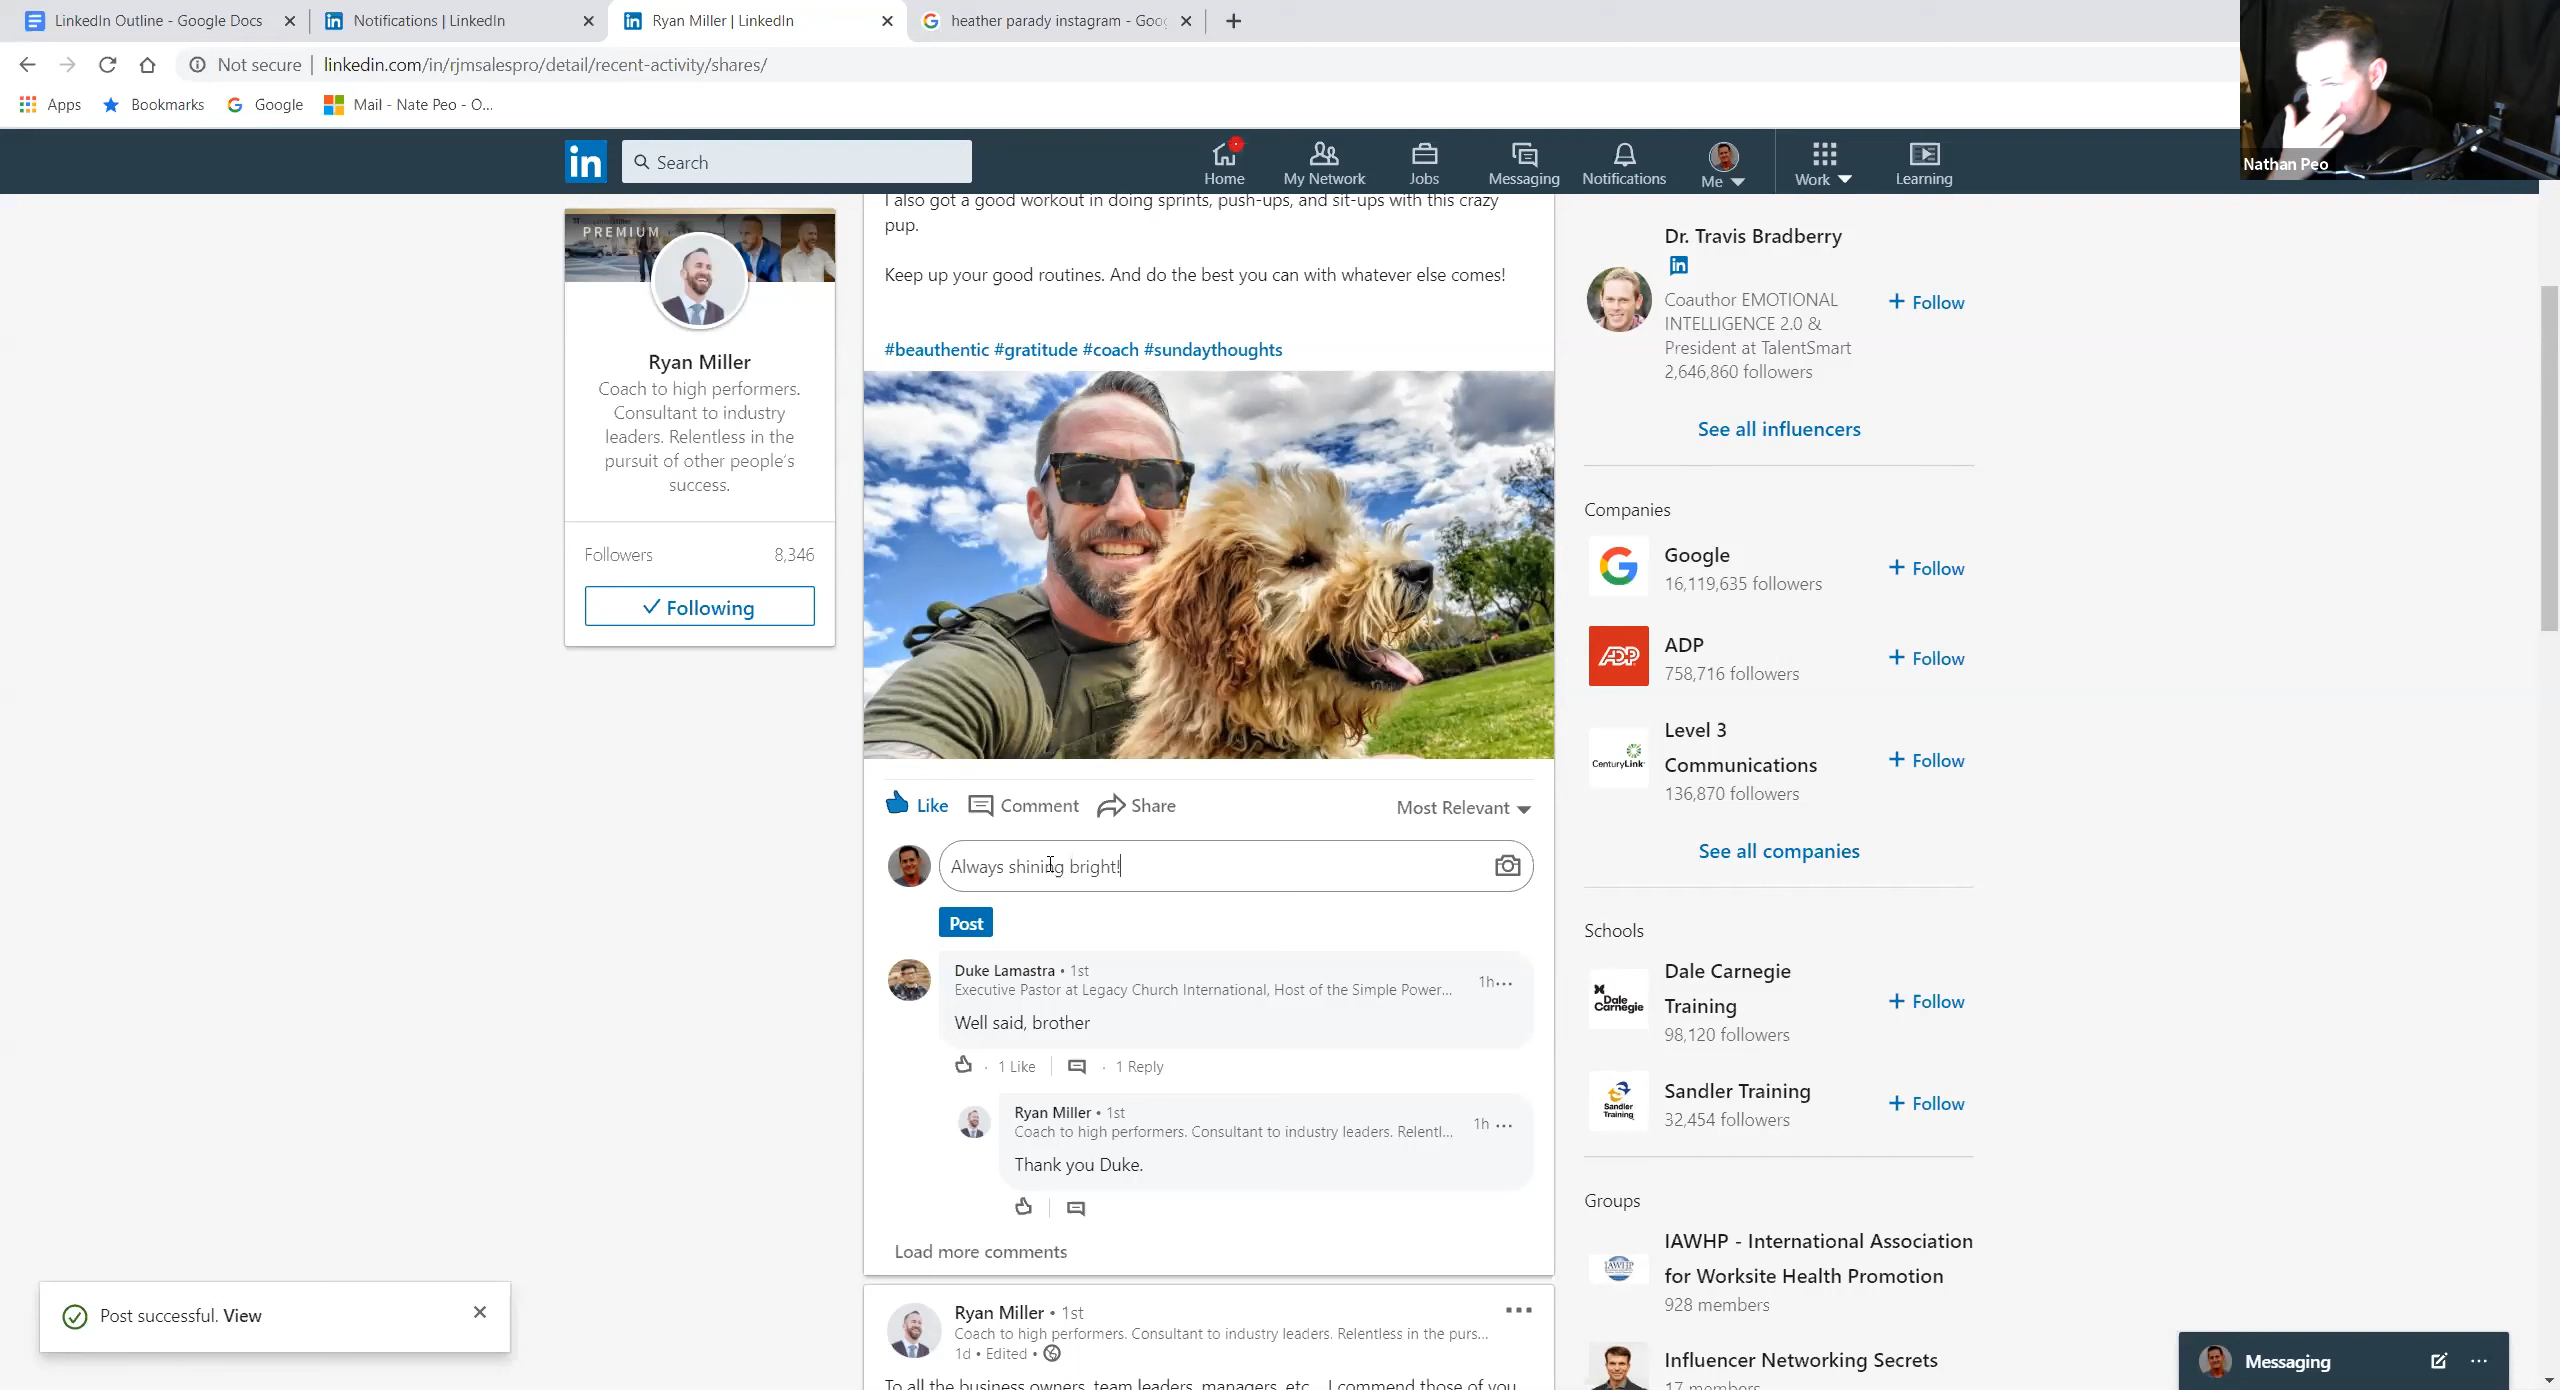 LinkedIn Outline - Google Docs
Notifications | LinkedIn
Ryan Miller | LinkedIn
heather parady instagram - Goo
Not secure
linkedin.com/in/rjmsalespro/detail/recent-activity/shares/
Apps
Bookmarks
Google
Mail - Nate Peo - O...
Nathan Peo
in
Search
Home
My Network
Jobs
Messaging
Notifications
Me
Work
Learning
PREMIUM
Ryan Miller
Coach to high performers.
Consultant to industry
leaders. Relentless in the
pursuit of other people's
success.
Followers 8,346
Following
I also got a good workout in doing sprints, push-ups, and sit-ups with this crazy
pup.
Keep up your good routines. And do the best you can with whatever else comes!
#beauthentic #gratitude #coach #sundaythoughts
Like
Comment
Share
Most Relevant
Always shining bright!
Post
Duke Lamastra • 1st
1h
Executive Pastor at Legacy Church International, Host of the Simple Power...
Well said, brother
1 Like
1 Reply
Ryan Miller • 1st
1h
Coach to high performers. Consultant to industry leaders. Relentl...
Thank you Duke.
Load more comments
Ryan Miller • 1st
Coach to high performers. Consultant to industry leaders. Relentless in the purs...
1d • Edited •
To all the business owners, team leaders, managers, etc... I commend those of you
Dr. Travis Bradberry
in
Coauthor EMOTIONAL
INTELLIGENCE 2.0 &
President at TalentSmart
2,646,860 followers
+ Follow
See all influencers
Companies
Google
16,119,635 followers
+ Follow
ADP
ADP
758,716 followers
+ Follow
CenturyLink
Level 3
Communications
136,870 followers
+ Follow
See all companies
Schools
Dale
Carnegie
Dale Carnegie
Training
98,120 followers
+ Follow
Sandler
Training
Sandler Training
32,454 followers
+ Follow
Groups
IAWHP
IAWHP - International Association
for Worksite Health Promotion
928 members
Influencer Networking Secrets
17 members
Post successful. View
Messaging